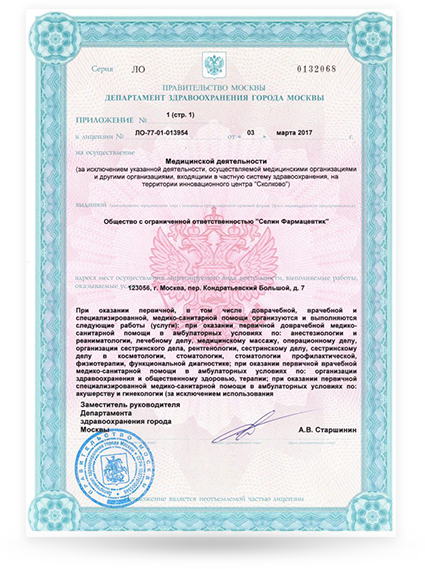 Серия ЛО 0132068
ПРАВИТЕЛЬСТВО МОСКВЫ
ДЕПАРТАМЕНТ ЗДРАВООХРАНЕНИЯ ГОРОДА МОСКВЫ
ПРИЛОЖЕНИЕ № 1 (стр. 1)
к лицензии № ЛО-77-01-013954 от « 03 » марта 2017 г.
на осуществление
Медицинской деятельности
(за исключением указанной деятельности, осуществляемой медицинскими организациями
и другими организациями, входящими в частную систему здравоохранения, на
территории инновационного центра "Сколково")
выданной
Общество с ограниченной ответственностью "Селин Фармацевтик"
адреса мест осуществления лицензируемого вида деятельности, выполняемые работы,
оказываемые услуги
123056, г. Москва, пер. Кондратьевский Большой, д. 7
При оказании первичной, в том числе доврачебной, врачебной и
специализированной, медико-санитарной помощи организуются и выполняются
следующие работы (услуги): при оказании первичной доврачебной медико-
санитарной помощи в амбулаторных условиях по: анестезиологии и
реаниматологии, лечебному делу, медицинскому массажу, операционному делу,
организации сестринского дела, рентгенологии, сестринскому делу, сестринскому
делу в косметологии, стоматологии, стоматологии профилактической,
физиотерапии, функциональной диагностике; при оказании первичной врачебной
медико-санитарной помощи в амбулаторных условиях по: организации
здравоохранения и общественному здоровью, терапии; при оказании первичной
специализированной медико-санитарной помощи в амбулаторных условиях по:
акушерству и гинекологии (за исключением использования
Заместитель руководителя
Департамента
здравоохранения города
Москвы А.В. Старшинин
ПРАВИТЕЛЬСТВО МОСКВЫ
Приложение является неотъемлемой частью лицензии